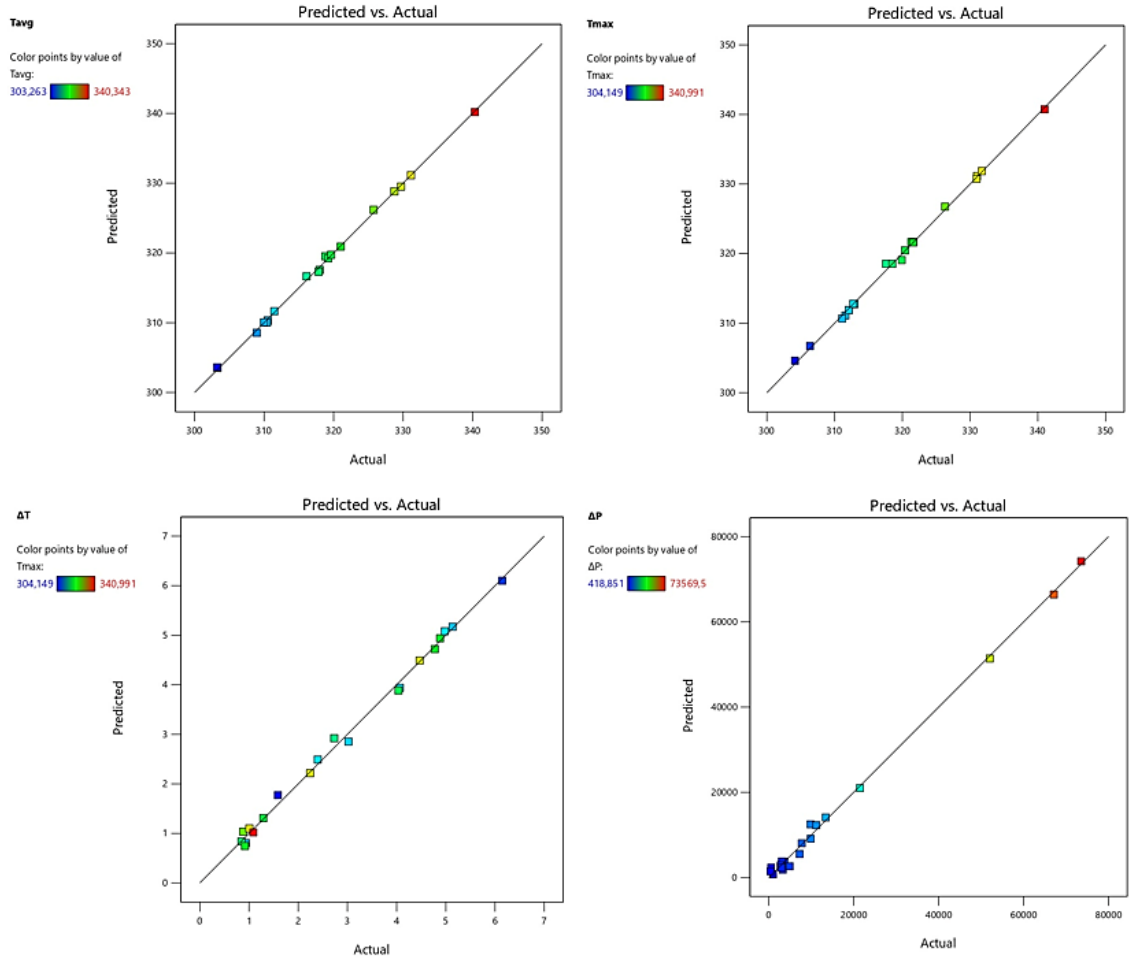 Predicted vs. Actual
Tavg
Color points by value of
Tavg:
303,263 340,343
350
340
330
320
310
300
Predicted
300 310 320 330 340 350
Actual
Predicted vs. Actual
Tmax
Color points by value of
Tmax:
304,149 340,991
350
340
330
320
310
300
Predicted
300 310 320 330 340 350
Actual
Predicted vs. Actual
ΔT
Color points by value of
Tmax:
304,149 340,991
7
6
5
4
3
2
1
0
Predicted
0 1 2 3 4 5 6 7
Actual
Predicted vs. Actual
ΔP
Color points by value of
ΔP:
418,851 73569,5
80000
60000
40000
20000
0
Predicted
0 20000 40000 60000 80000
Actual